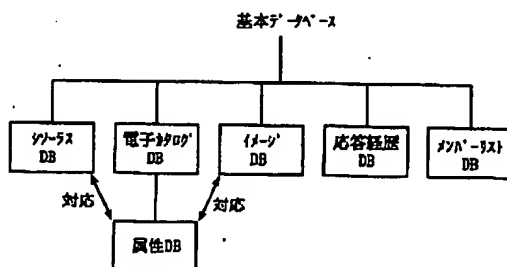 基本ﾃﾞｰﾀﾍﾞｰｽ
ｼｿｰﾗｽ
DB
電子ｶﾀﾛｸﾞ
DB
ｲﾒｰｼﾞ
DB
応答経歴
DB
ﾒﾝﾊﾞｰﾘｽﾄ
DB
対応
対応
属性DB